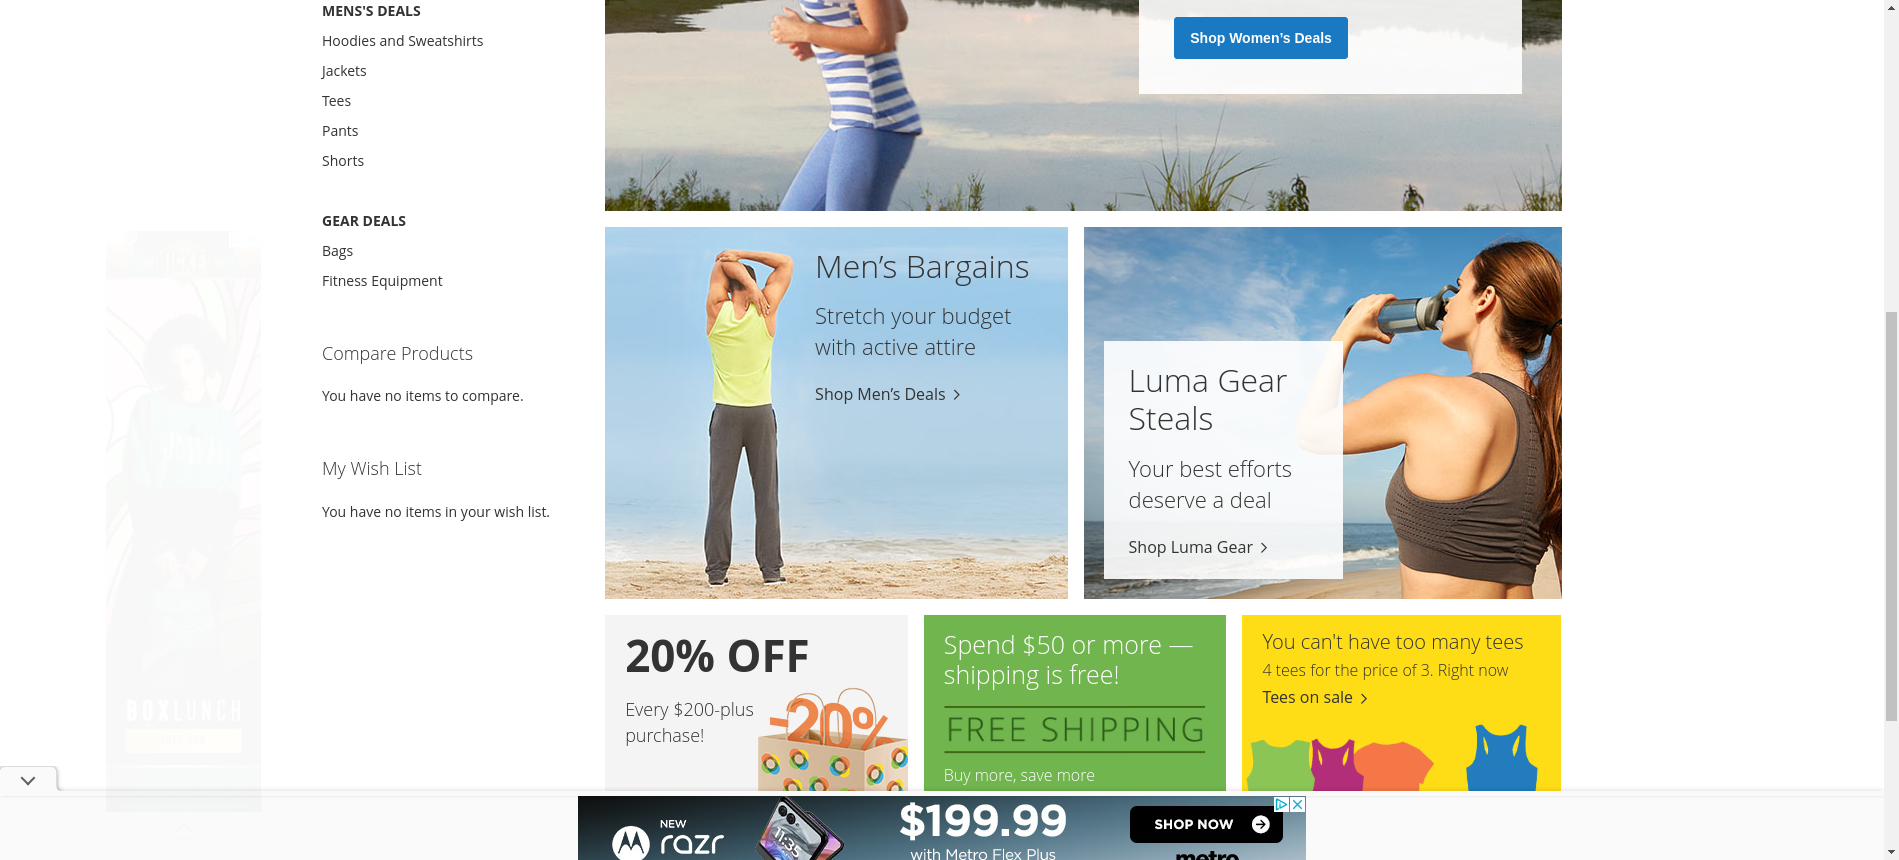 MENS'S DEALS
Hoodies and Sweatshirts
Jackets
Tees
Pants
Shorts
GEAR DEALS
Bags
Fitness Equipment
Compare Products
You have no items to compare.
My Wish List
You have no items in your wish list.
Shop Women’s Deals
Men’s Bargains
Stretch your budget
with active attire
Shop Men’s Deals
Luma Gear
Steals
Your best efforts
deserve a deal
Shop Luma Gear
20% OFF
Every $200-plus
purchase!
-20%
Spend $50 or more —
shipping is free!
FREE SHIPPING
Buy more, save more
You can't have too many tees
4 tees for the price of 3. Right now
Tees on sale
BOXLUNCH
NEW
razr
11:35
$199.99
with Metro Flex Plus
SHOP NOW
metro